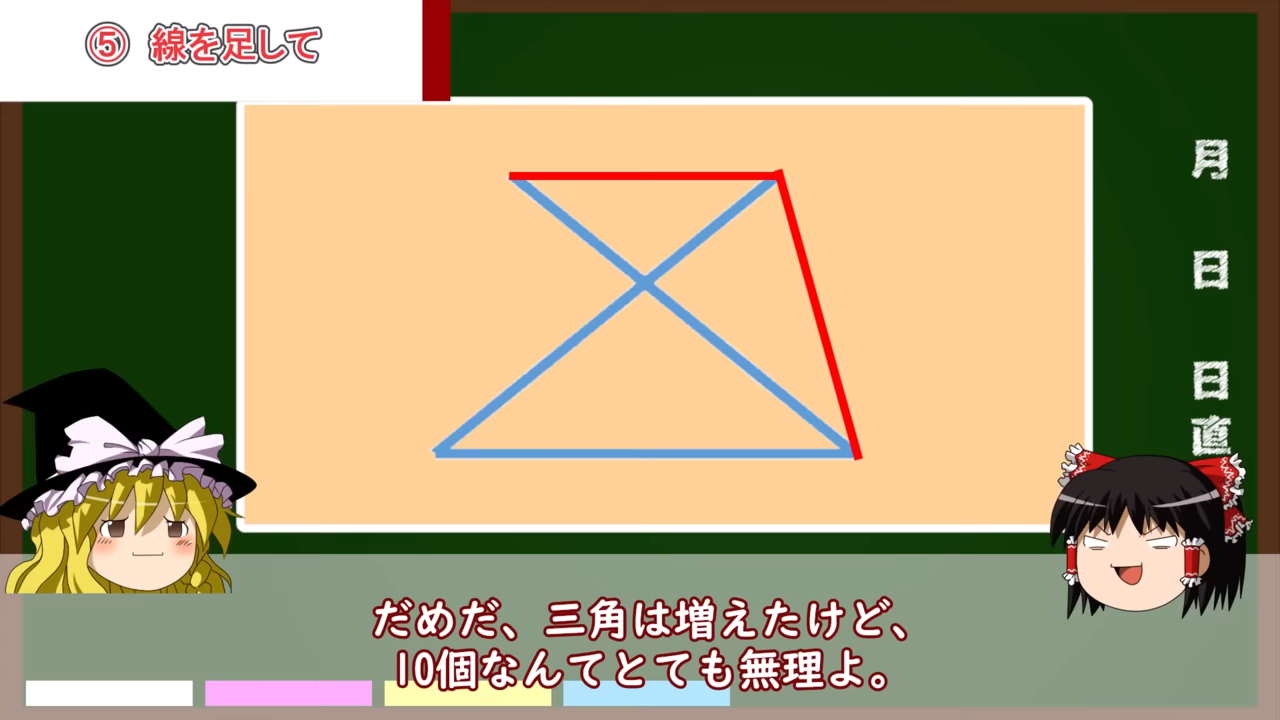 ⑤ 線を足して
月
日
日直
だめだ、三角は増えたけど、
10個なんてとても無理よ。